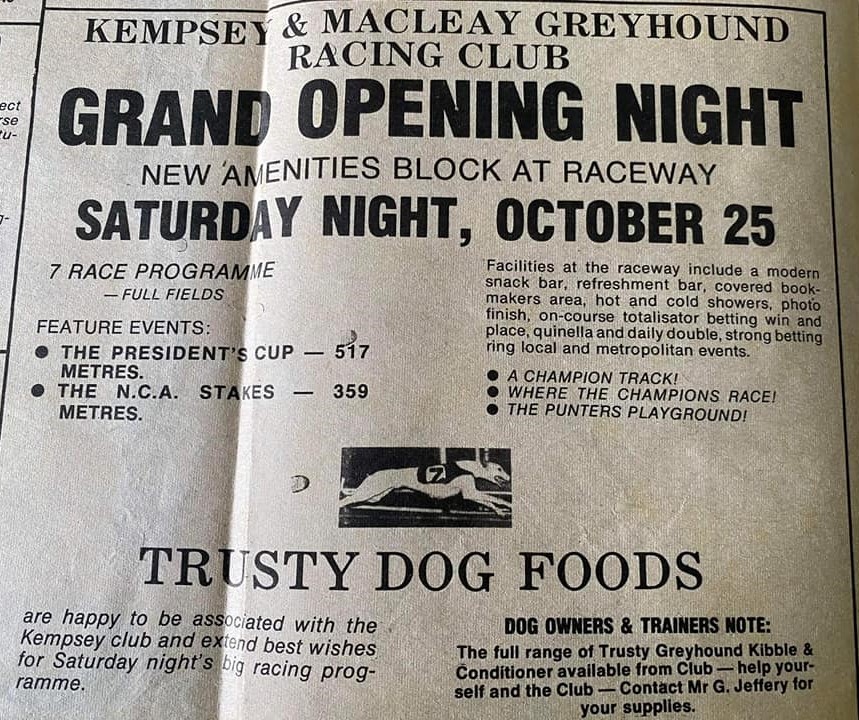 ect
rse
tu-
KEMPSEY & MACLEAY GREYHOUND
RACING CLUB
GRAND OPENING NIGHT
NEW AMENITIES BLOCK AT RACEWAY
SATURDAY NIGHT, OCTOBER 25
7 RACE PROGRAMME
— FULL FIELDS
FEATURE EVENTS:
● THE PRESIDENT'S CUP — 517
METRES.
● THE N.C.A. STAKES — 359
METRES.
Facilities at the raceway include a modern
snack bar, refreshment bar, covered book-
makers area, hot and cold showers, photo
finish, on-course totalisator betting win and
place, quinella and daily double, strong betting
ring local and metropolitan events.
● A CHAMPION TRACK!
● WHERE THE CHAMPIONS RACE!
● THE PUNTERS PLAYGROUND!
7
TRUSTY DOG FOODS
are happy to be associated with the
Kempsey club and extend best wishes
for Saturday night's big racing prog-
ramme.
DOG OWNERS & TRAINERS NOTE:
The full range of Trusty Greyhound Kibble &
Conditioner available from Club — help your-
self and the Club — Contact Mr G. Jeffery for
your supplies.